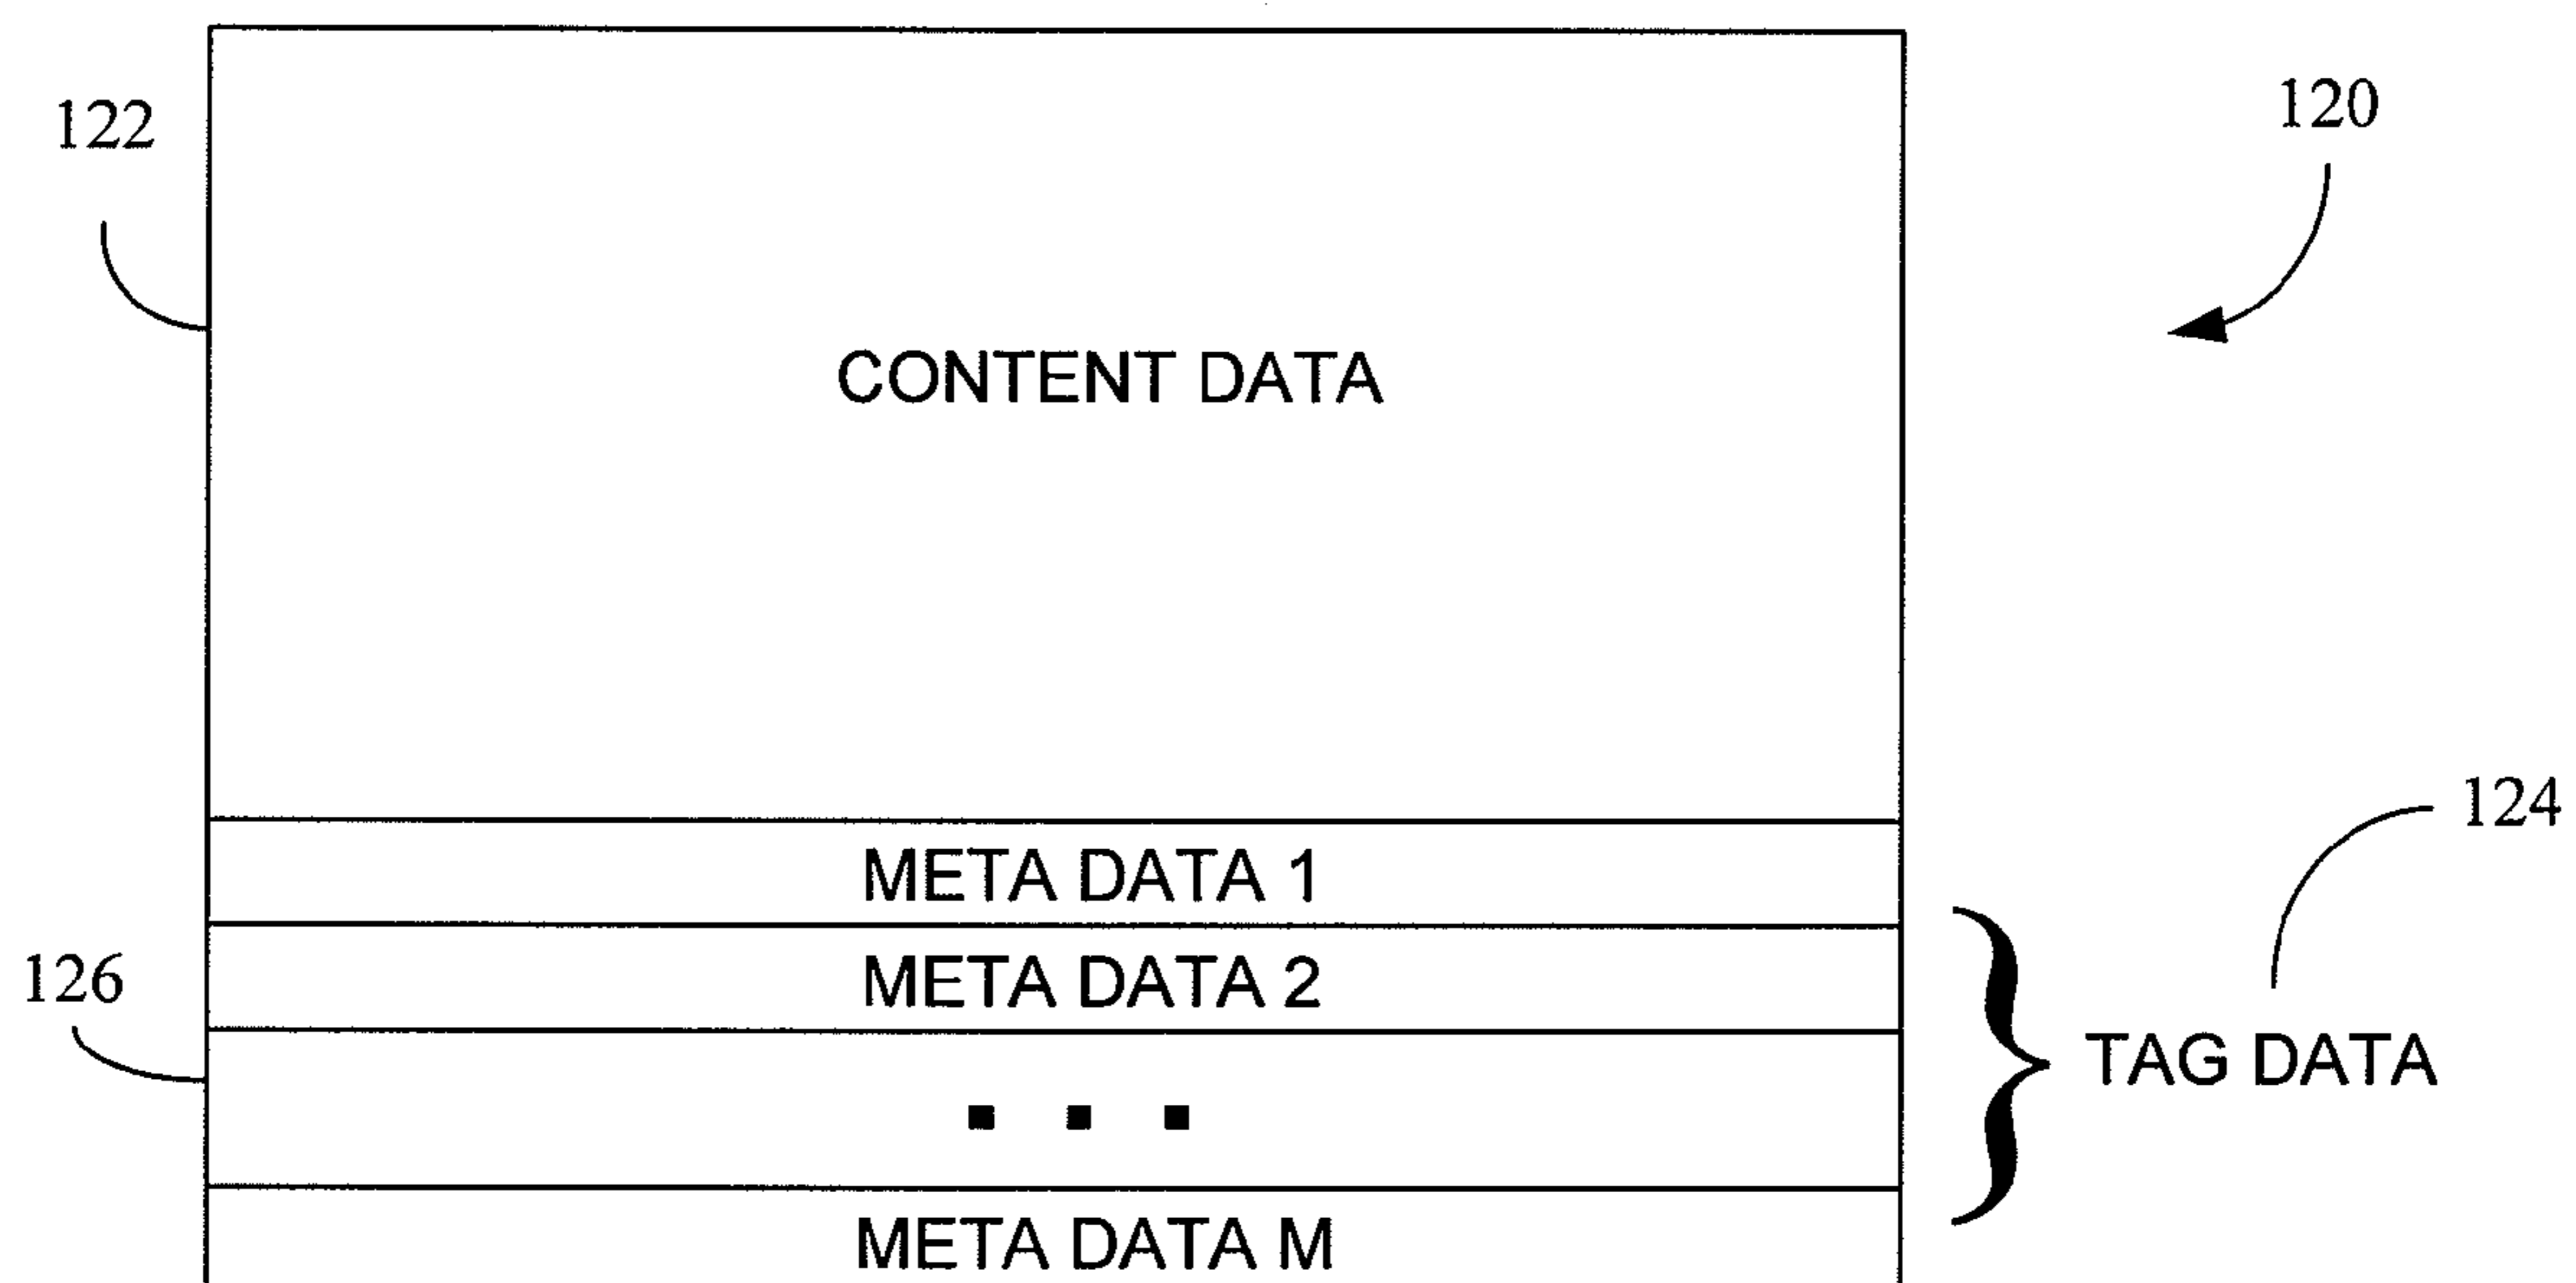 122
120
CONTENT DATA
META DATA 1
124
META DATA 2
126
TAG DATA
. . .
META DATA M